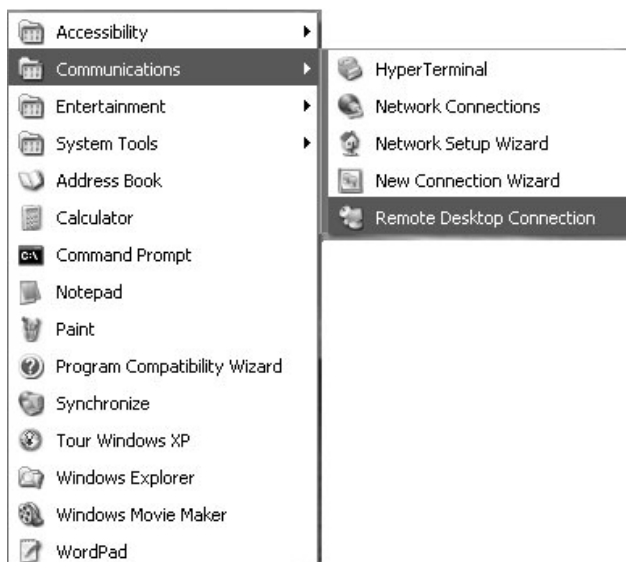 Accessibility
Communications
Entertainment
System Tools
Address Book
Calculator
C:\
Command Prompt
Notepad
Paint
Program Compatibility Wizard
Synchronize
Tour Windows XP
Windows Explorer
Windows Movie Maker
WordPad
HyperTerminal
Network Connections
Network Setup Wizard
New Connection Wizard
Remote Desktop Connection